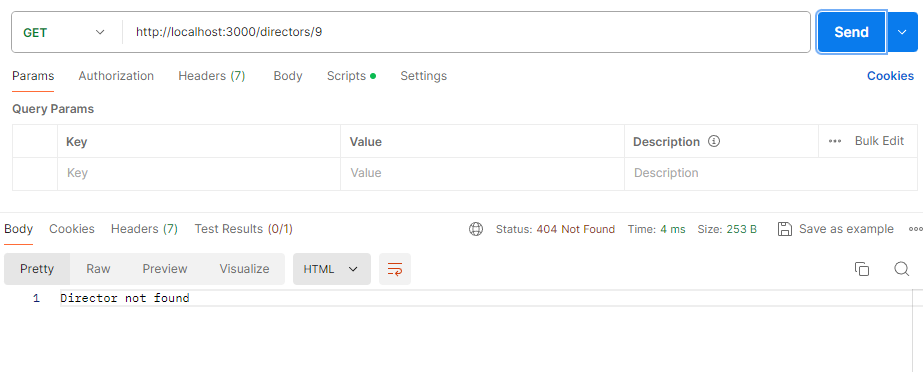 GET http://localhost:3000/directors/9 Send
Params Authorization Headers (7) Body Scripts Settings Cookies
Query Params
Key Value Description ••• Bulk Edit
Key Value Description
Body Cookies Headers (7) Test Results (0/1) Status: 404 Not Found Time: 4 ms Size: 253 B Save as example •••
Pretty Raw Preview Visualize HTML
1 Director not found